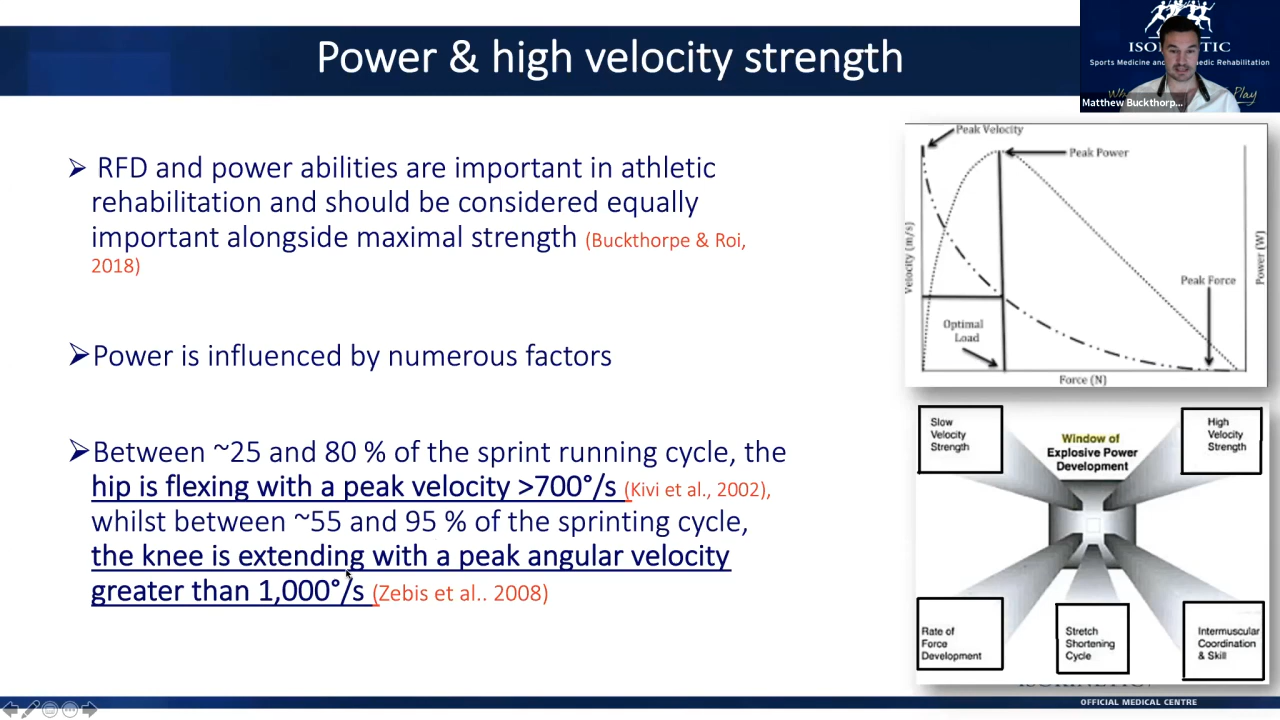 Power & high velocity strength
ISOKINETIC
Sports Medicine and
aedic Rehabilitation
Play
Matthew Buckthorp...
➢ RFD and power abilities are important in athletic
rehabilitation and should be considered equally
important alongside maximal strength (Buckthorpe & Roi,
2018)
➢Power is influenced by numerous factors
➢Between ~25 and 80 % of the sprint running cycle, the
hip is flexing with a peak velocity >700°/s (Kivi et al., 2002),
whilst between ~55 and 95 % of the sprinting cycle,
the knee is extending with a peak angular velocity
greater than 1,000°/s (Zebis et al.. 2008)
Peak Velocity
Peak Power
Velocity (m/s)
Power (W)
Peak Force
Optimal
Load
Force (N)
Slow
Velocity
Strength
Window of
Explosive Power
Development
High
Velocity
Strength
Rate of
Force
Development
Stretch
Shortening
Cycle
Intermuscular
Coordination
& Skill
OFFICIAL MEDICAL CENTRE